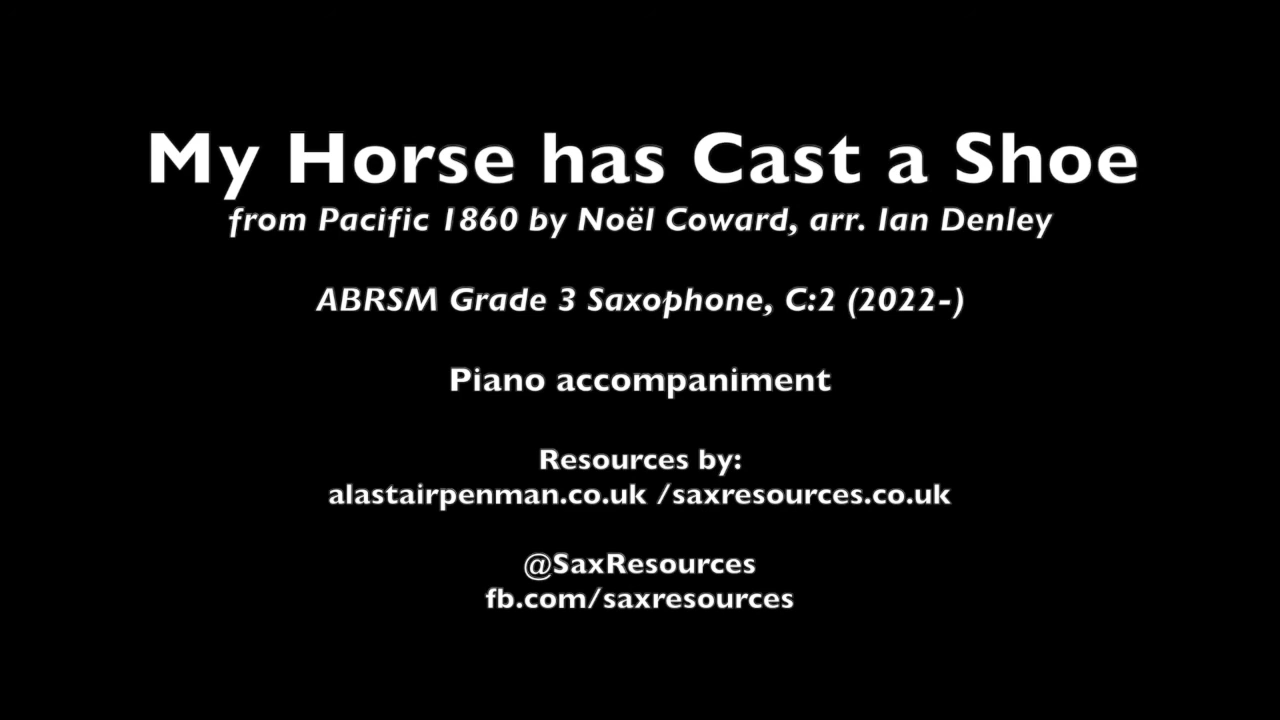 My Horse has Cast a Shoe
from Pacific 1860 by Noël Coward, arr. Ian Denley
ABRSM Grade 3 Saxophone, C:2 (2022-)
Piano accompaniment
Resources by:
alastairpenman.co.uk /saxresources.co.uk
@SaxResources
fb.com/saxresources